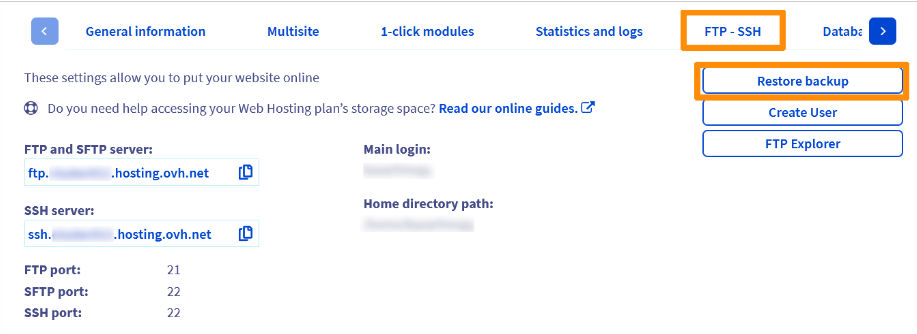 General information Multisite 1-click modules Statistics and logs FTP - SSH Databa
These settings allow you to put your website online
Restore backup
Do you need help accessing your Web Hosting plan's storage space? Read our online guides.
Create User
FTP Explorer
FTP and SFTP server:
Main login:
ftp. .hosting.ovh.net
SSH server:
Home directory path:
ssh. .hosting.ovh.net
FTP port: 21
SFTP port: 22
SSH port: 22